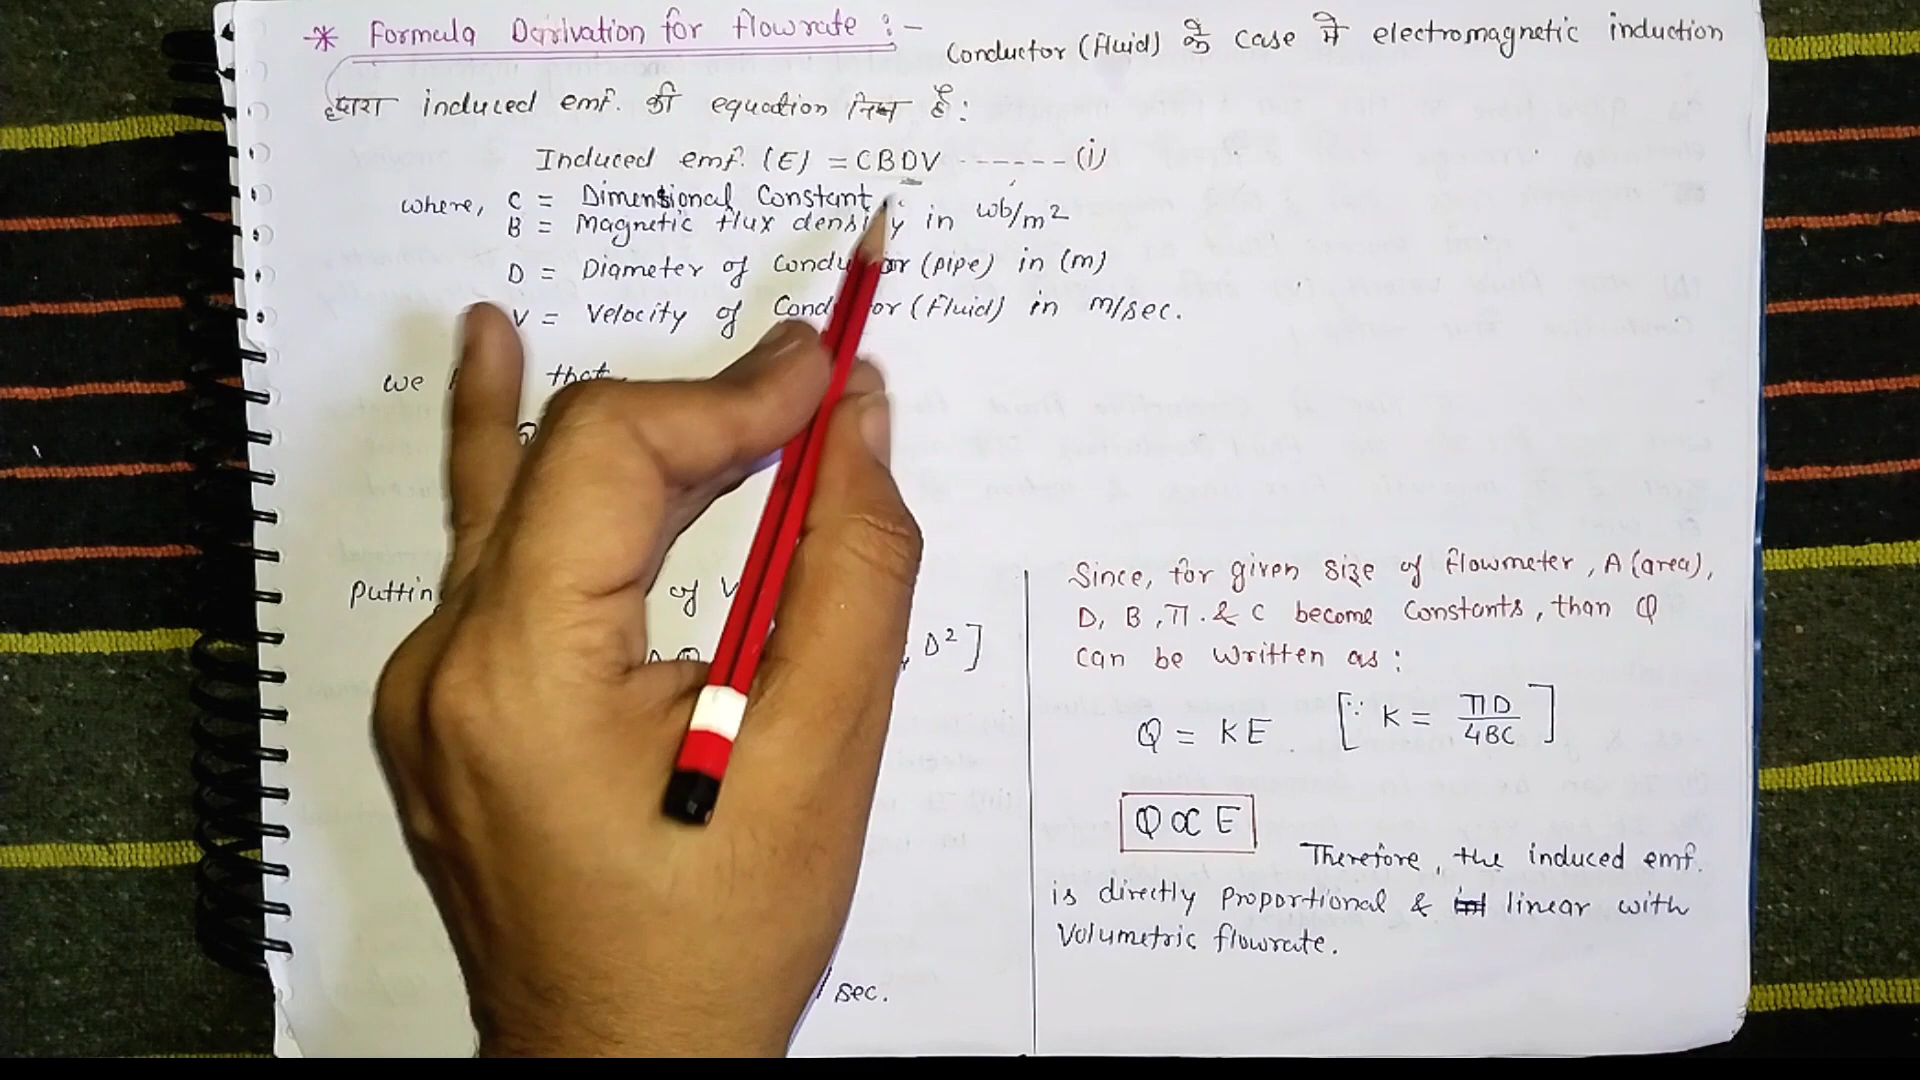 * Formula Derivation for flowrate :- Conductor (fluid) के case में electromagnetic induction
द्वारा induced emf. की equation निम्न है:
Induced emf. (E) = CBDV ------ (i)
where, C = Dimensional Constant
B = Magnetic flux density in wb/m2
D = Diameter of Conductor (pipe) in (m)
V = Velocity of Conductor (fluid) in m/sec.
we that
Putting of V
D²]
sec.
Since, for given size of flowmeter, A (area),
D, B, π. & C become Constants, than Q
can be written as:
Q = KE [∵ K = πD/4BC]
Q ∝ E
Therefore, the induced emf.
is directly proportional & linear with
Volumetric flowrate.